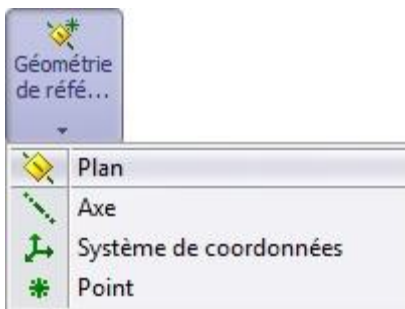 Géométrie
de réfé...
Plan
Axe
Système de coordonnées
Point